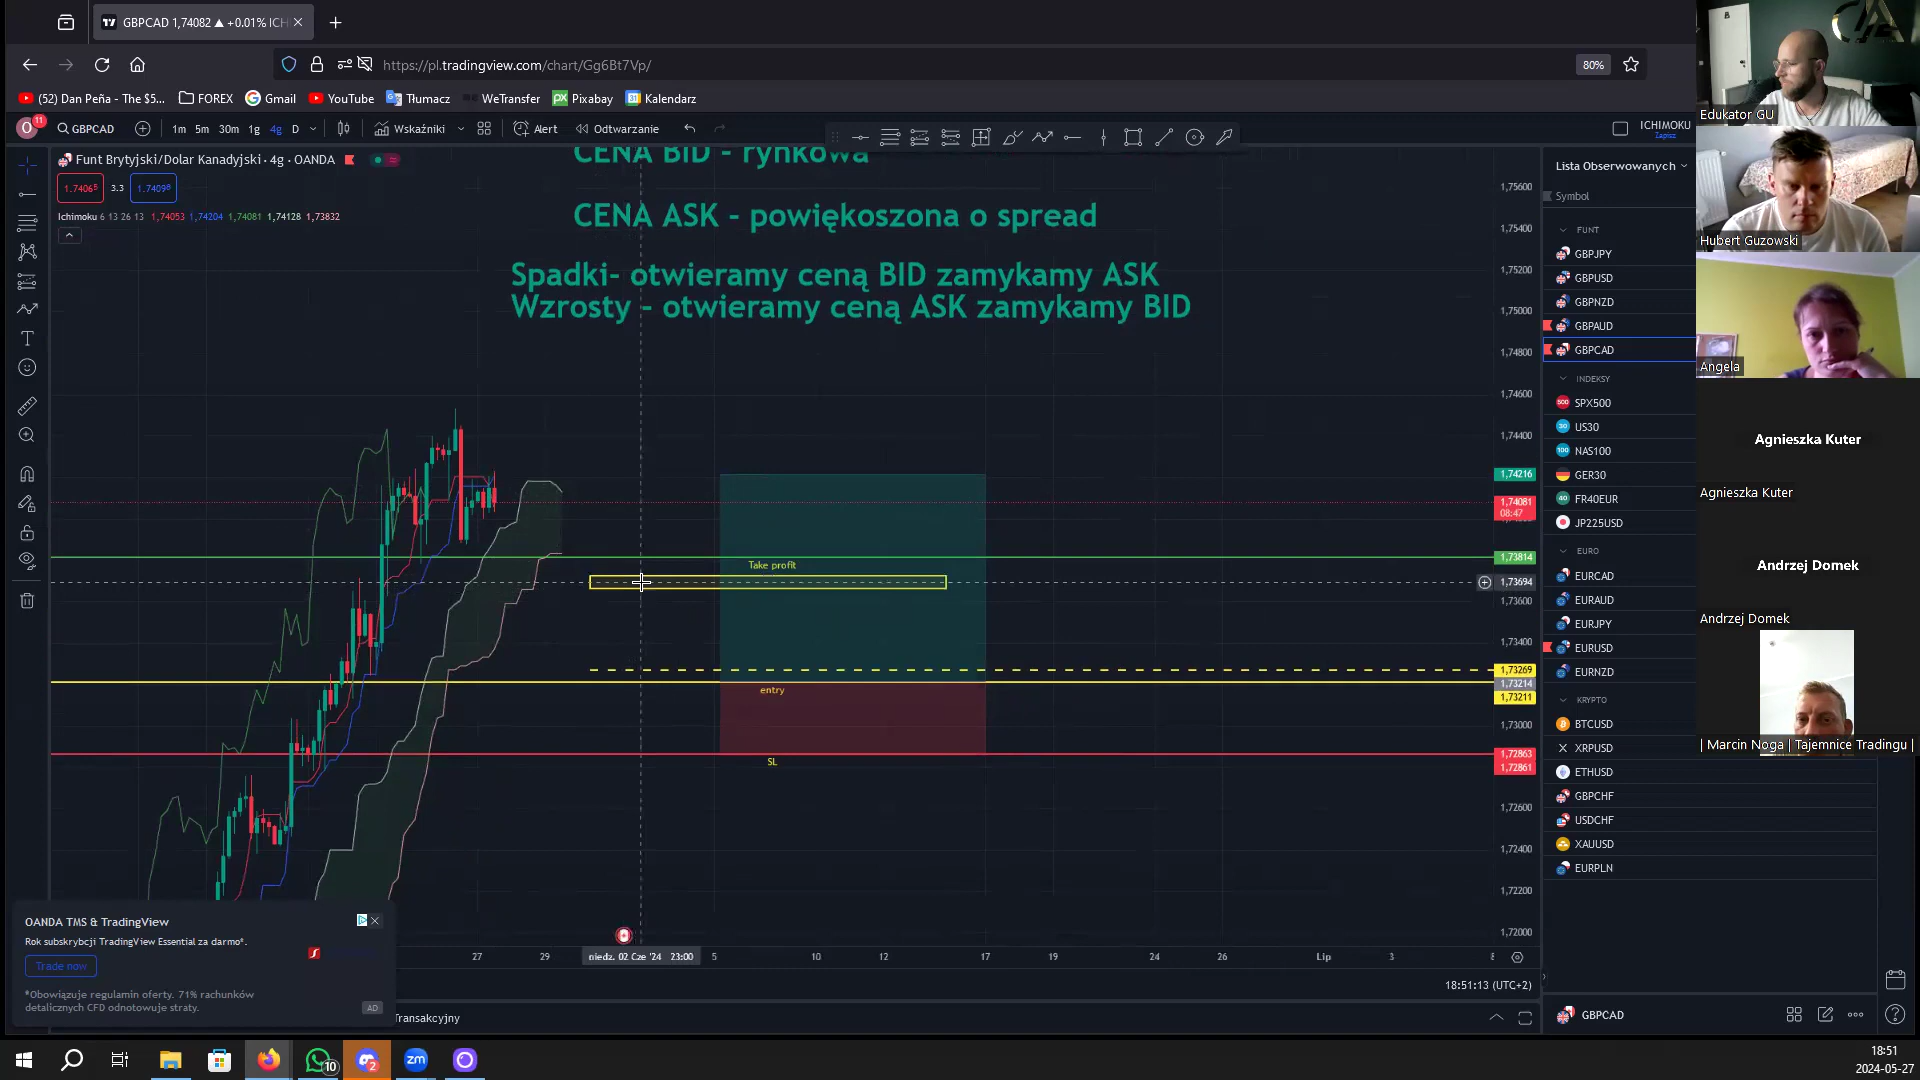 GBPCAD 1,74082 ▲ +0.01% ICH
https://pl.tradingview.com/chart/Gg6Bt7Vp/
80%
(52) Dan Peña - The $5...
FOREX
Gmail
YouTube
Tłumacz
WeTransfer
Pixabay
Kalendarz
O
11
GBPCAD
1m 5m 30m 1g 4g D
Wskaźniki
Alert
Odtwarzanie
ICHIMOKU
Zapisz
Funt Brytyjski/Dolar Kanadyjski · 4g · OANDA
1.74065
3.3
1.74098
Ichimoku 6 13 26 13 1,74053 1,74204 1,74081 1,74128 1,73832
CENA BID - rynkowa
CENA ASK - powiękoszona o spread
Spadki- otwieramy ceną BID zamykamy ASK
Wzrosty - otwieramy ceną ASK zamykamy BID
Take profit
entry
SL
1,75600
1,75400
1,75200
1,75000
1,74800
1,74600
1,74400
1,74216
1,74081
08:47
1,73814
1,73694
1,73600
1,73400
1,73269
1,73214
1,73211
1,73000
1,72863
1,72861
1,72600
1,72400
1,72200
1,72000
27
29
niedz. 02 Cze '24 23:00
5
10
12
17
19
24
26
Lip
3
18:51:13 (UTC+2)
OANDA TMS & TradingView
Rok subskrybcji TradingView Essential za darmo*.
Trade now
*Obowiązuje regulamin oferty. 71% rachunków
detalicznych CFD odnotowuje straty.
AD
Transakcyjny
Lista Obserwowanych
Symbol
FUNT
GBPJPY
GBPUSD
GBPNZD
GBPAUD
GBPCAD
INDEKSY
SPX500
US30
NAS100
GER30
FR40EUR
JP225USD
EURO
EURCAD
EURAUD
EURJPY
EURUSD
EURNZD
KRYPTO
BTCUSD
XRPUSD
ETHUSD
GBPCHF
USDCHF
XAUUSD
EURPLN
GBPCAD
Edukator GU
Hubert Guzowski
Angela
Agnieszka Kuter
Agnieszka Kuter
Andrzej Domek
Andrzej Domek
| Marcin Noga | Tajemnice Tradingu |
10
2
zm
18:51
2024-05-27